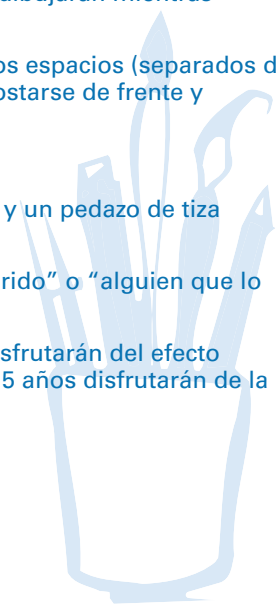 mientras
os espacios (separados d
ostarse de frente y
y un pedazo de tiza
rido” o “alguien que lo
sfrutarán del efecto
5 años disfrutarán de la